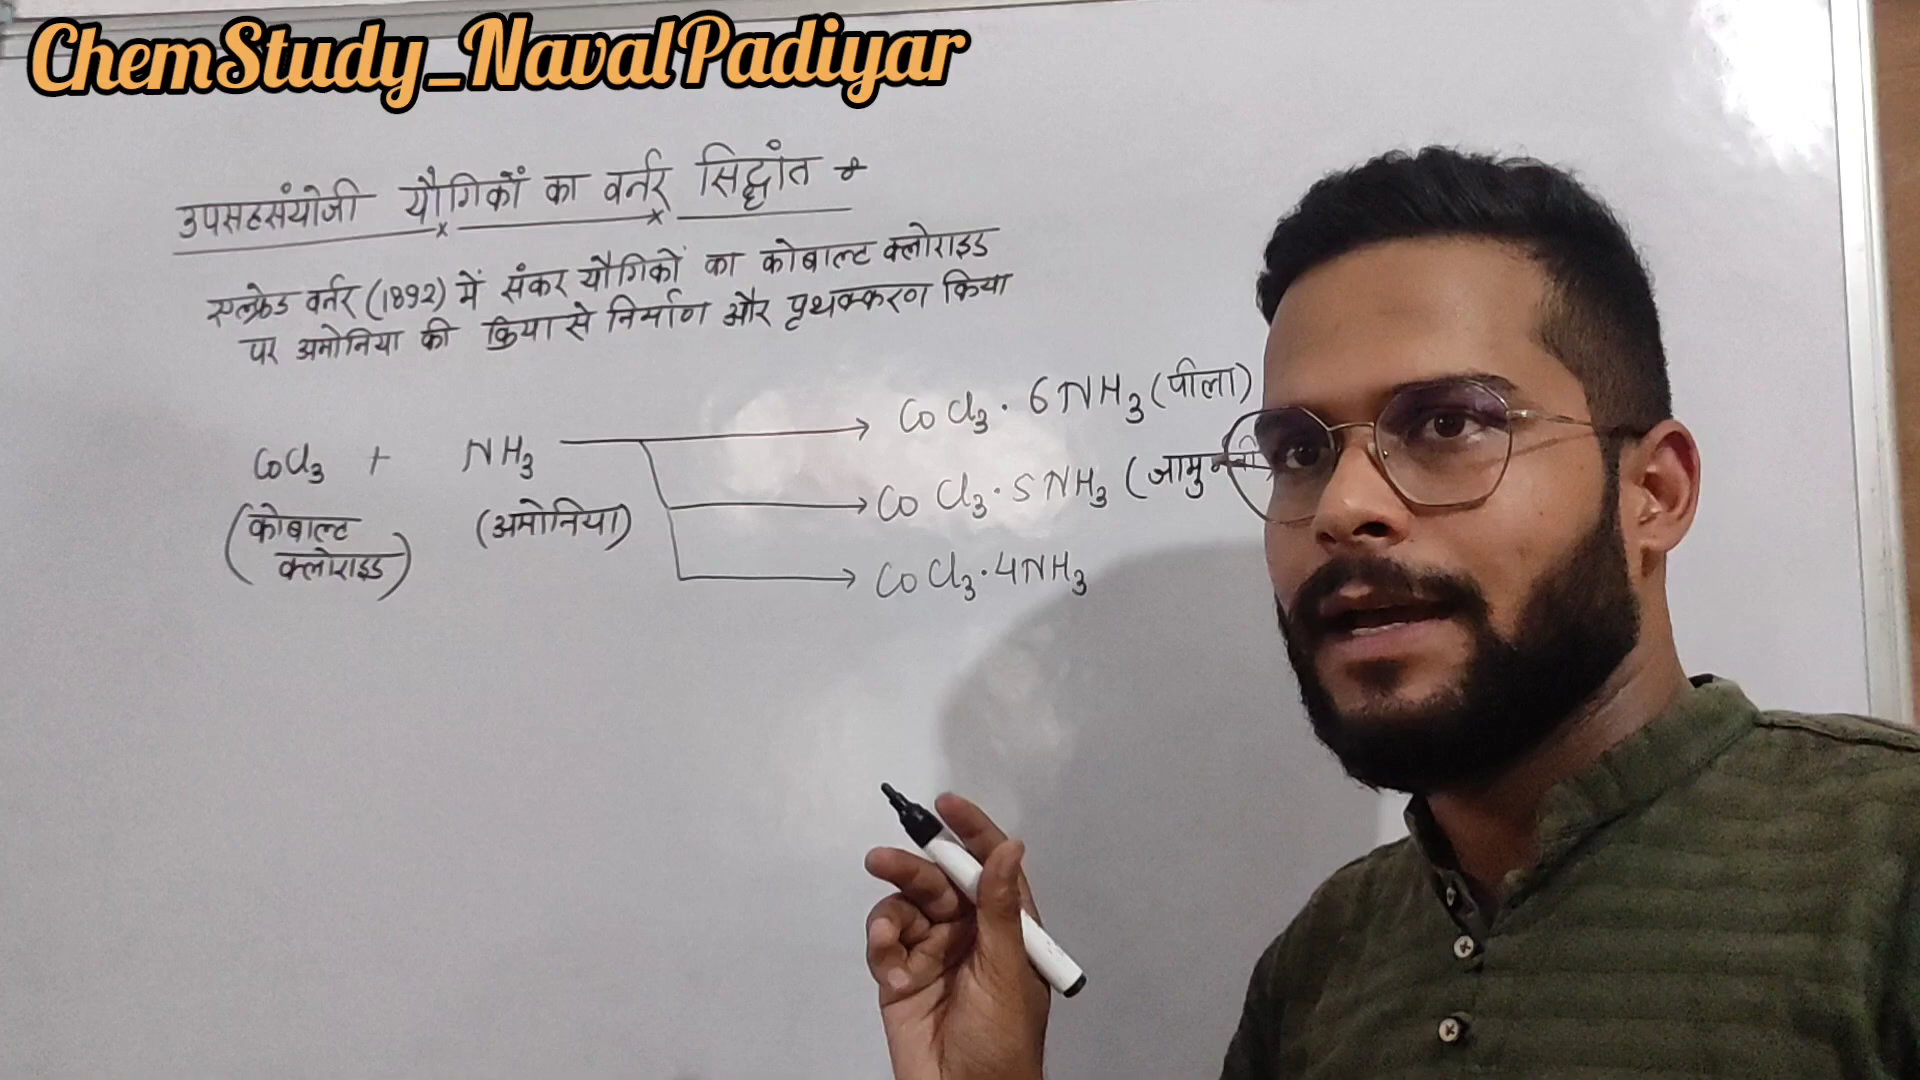 ChemStudy_NavalPadiyar
उपसहसंयोजी यौगिकों का वर्नर सिद्धांत :-
एल्फ्रेड वर्नर (1892) में संकर यौगिकों का कोबाल्ट क्लोराइड
पर अमोनिया की क्रिया से निर्माण और पृथक्करण किया
CoCl₃ + NH₃ → CoCl₃·6NH₃ (पीला)
(कोबाल्ट क्लोराइड) (अमोनिया) → CoCl₃·5NH₃ (जामुनी
→ CoCl₃·4NH₃